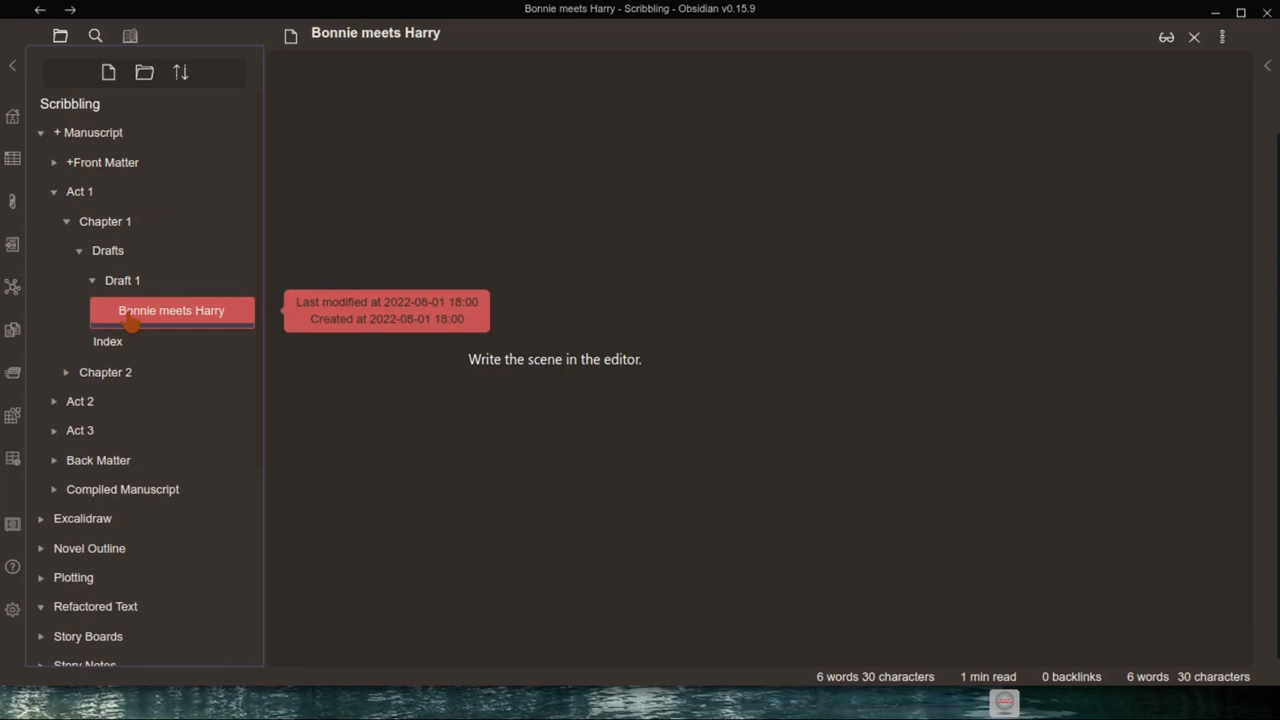 Bonnie meets Harry - Scribbling - Obsidian v0.15.9
Bonnie meets Harry
Scribbling
+ Manuscript
+Front Matter
Act 1
Chapter 1
Drafts
Draft 1
Bonnie meets Harry
Last modified at 2022-08-01 18:00
Created at 2022-08-01 18:00
Index
Write the scene in the editor.
Chapter 2
Act 2
Act 3
Back Matter
Compiled Manuscript
Excalidraw
Novel Outline
Plotting
Refactored Text
Story Boards
Story Notes
6 words 30 characters 1 min read 0 backlinks 6 words 30 characters